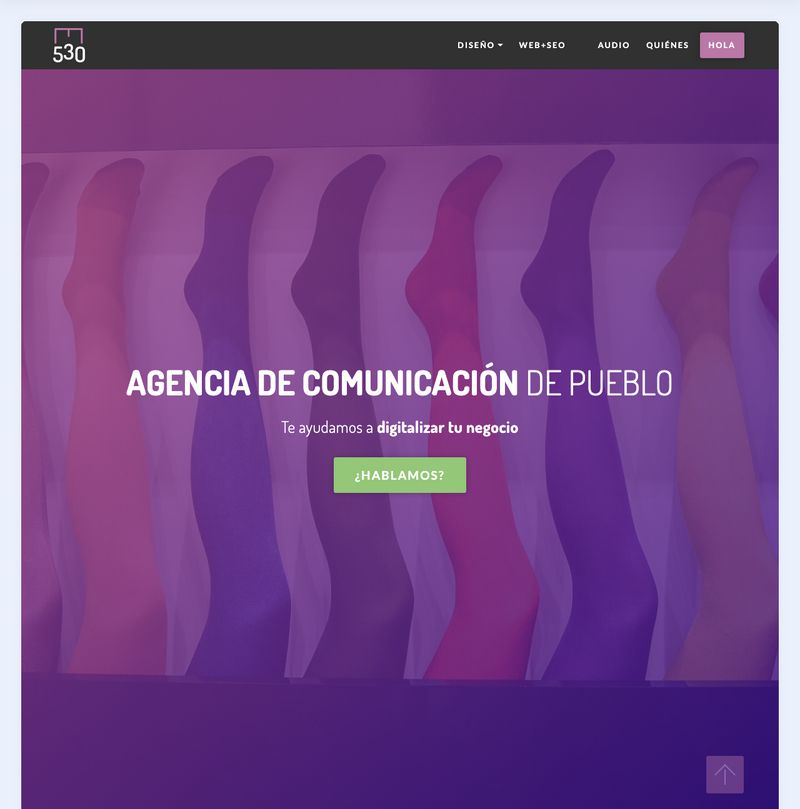 530
DISEÑO
WEB+SEO
AUDIO
QUIÉNES
HOLA
AGENCIA DE COMUNICACIÓN DE PUEBLO
Te ayudamos a digitalizar tu negocio
¿HABLAMOS?